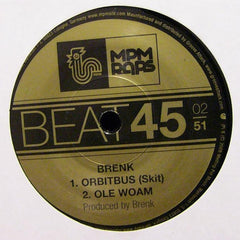 MPM
RAPS
BEAT 45 02
51
BRENK
1. ORBITBUS (Skit)
2. OLE WOAM
Produced by Brenk